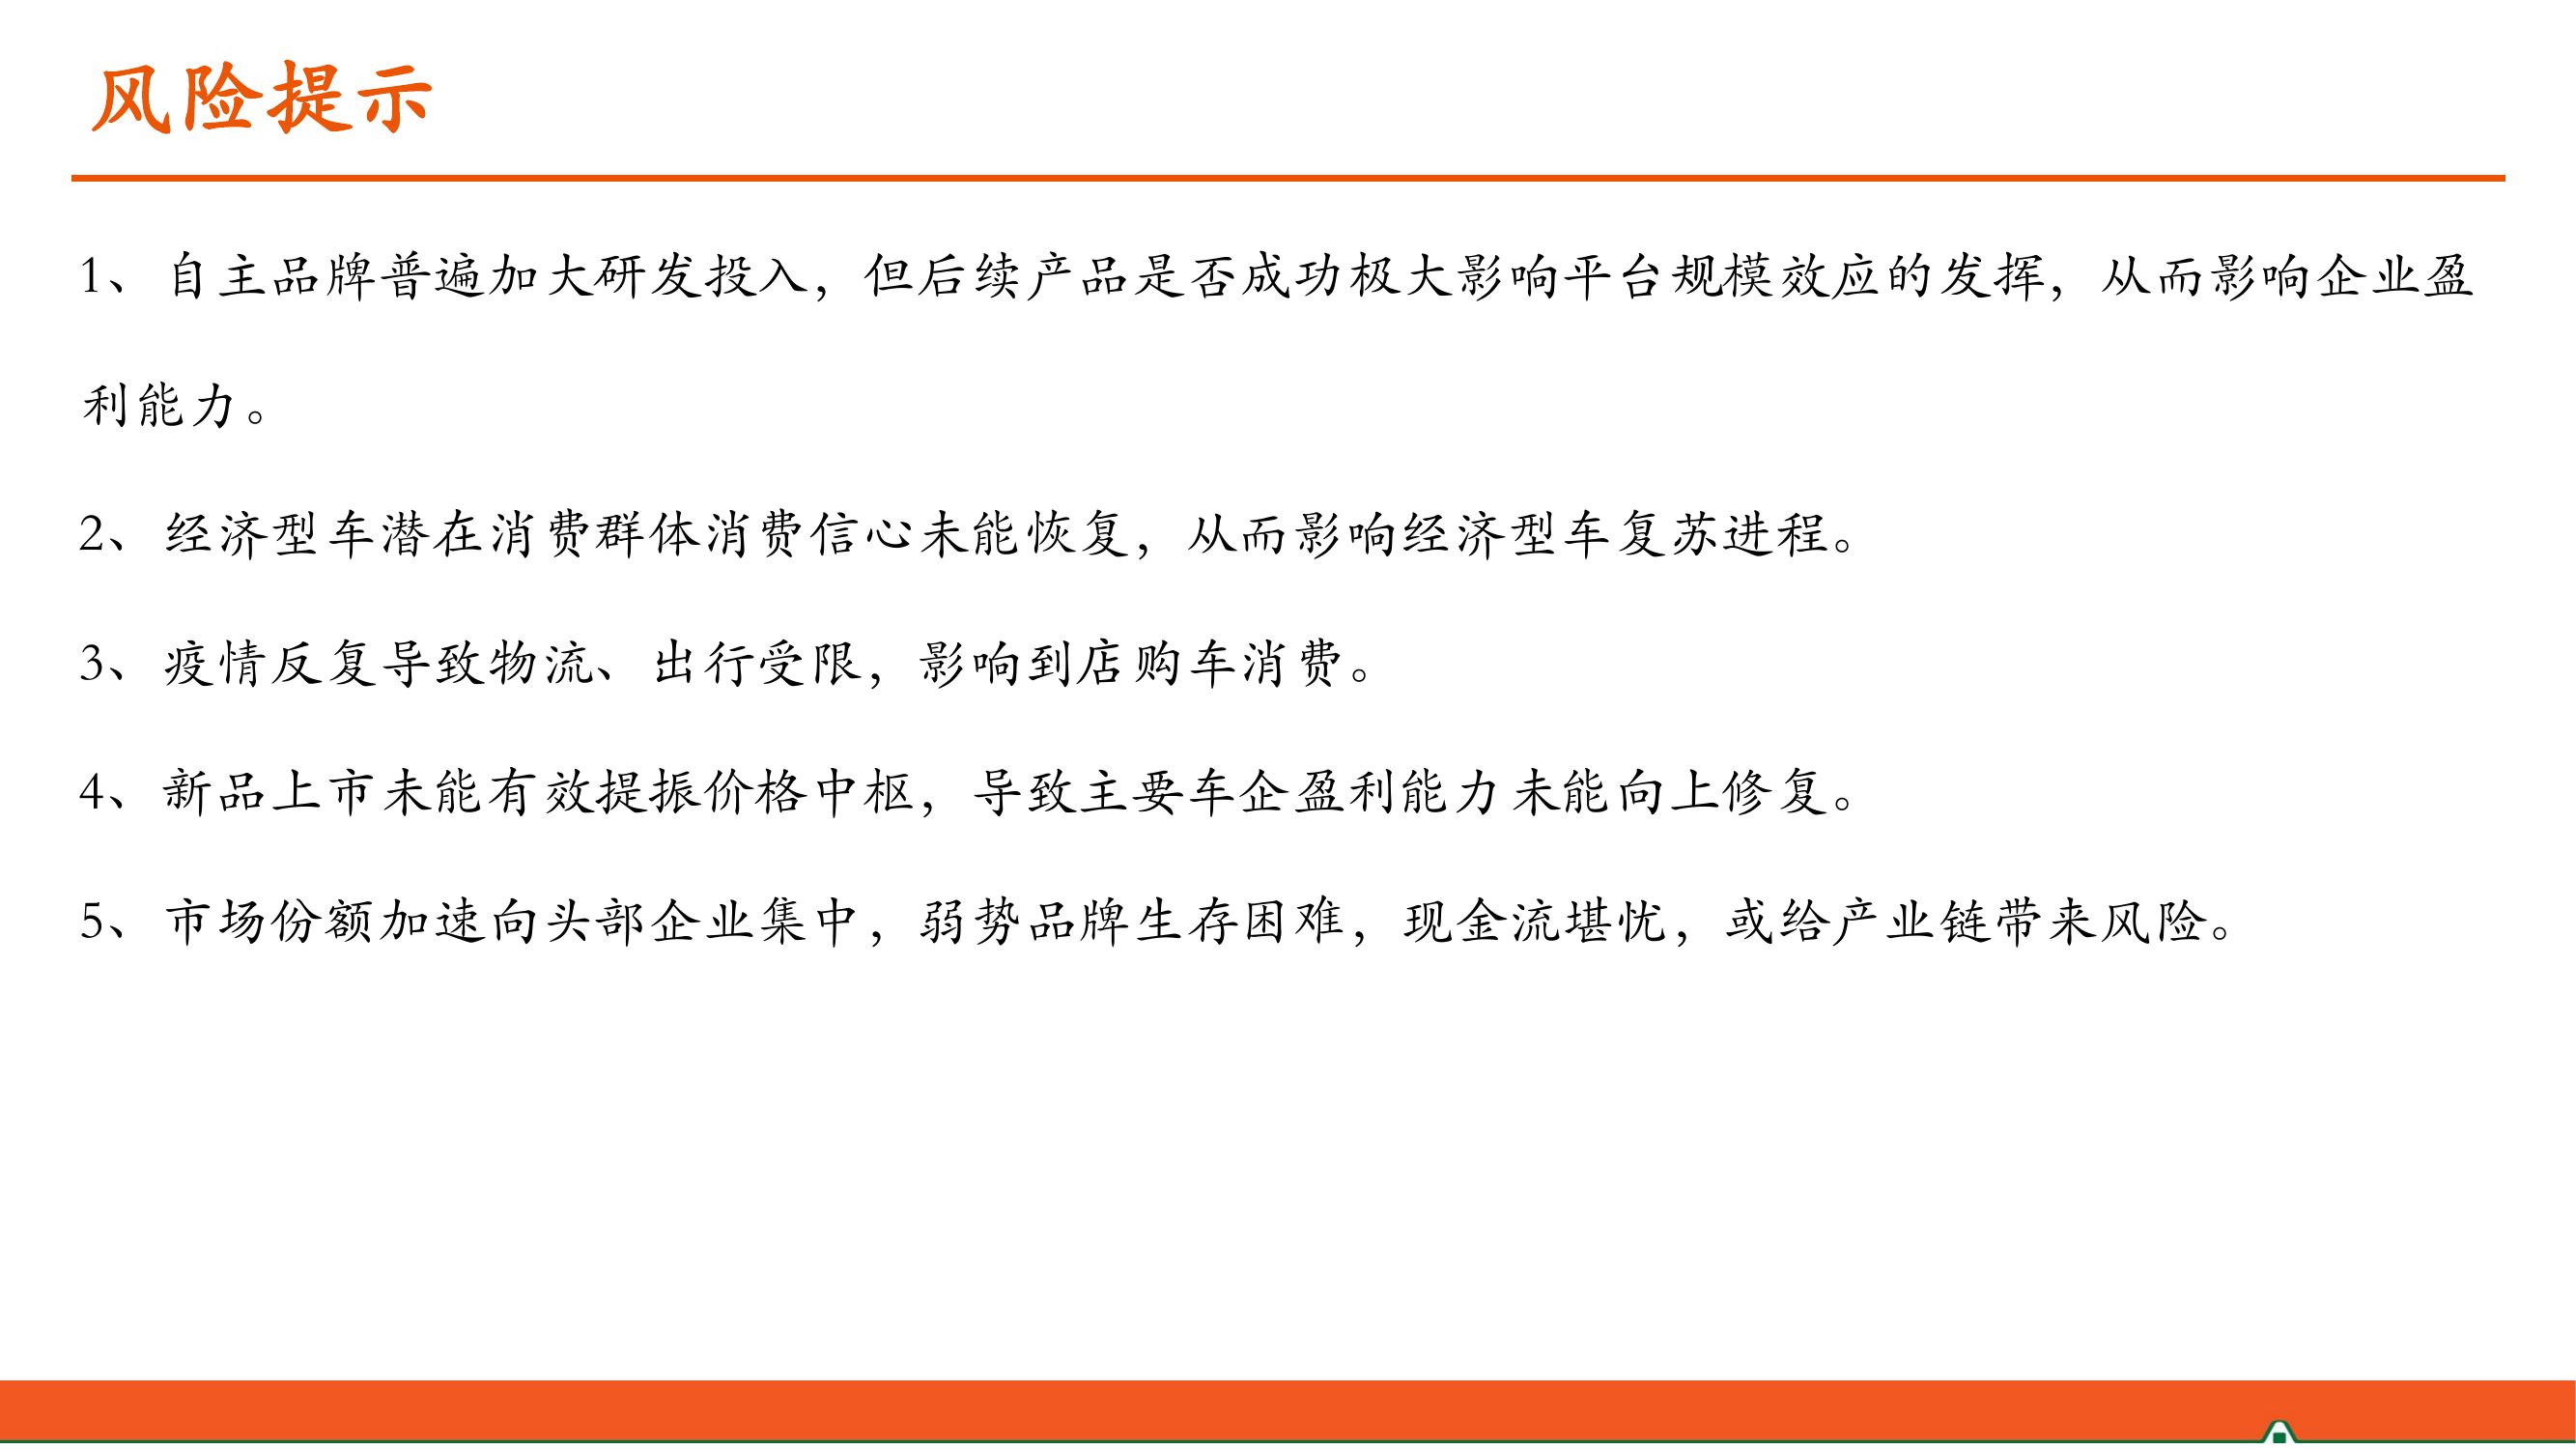 风险提示
1、自主品牌普遍加大研发投入，但后续产品是否成功极大影响平台规模效应的发挥，从而影响企业盈
利能力。
2、经济型车潜在消费群体消费信心未能恢复，从而影响经济型车复苏进程。
3、疫情反复导致物流、出行受限，影响到店购车消费。
4、新品上市未能有效提振价格中枢，导致主要车企盈利能力未能向上修复。
5、市场份额加速向头部企业集中，弱势品牌生存困难，现金流堪忧，或给产业链带来风险。